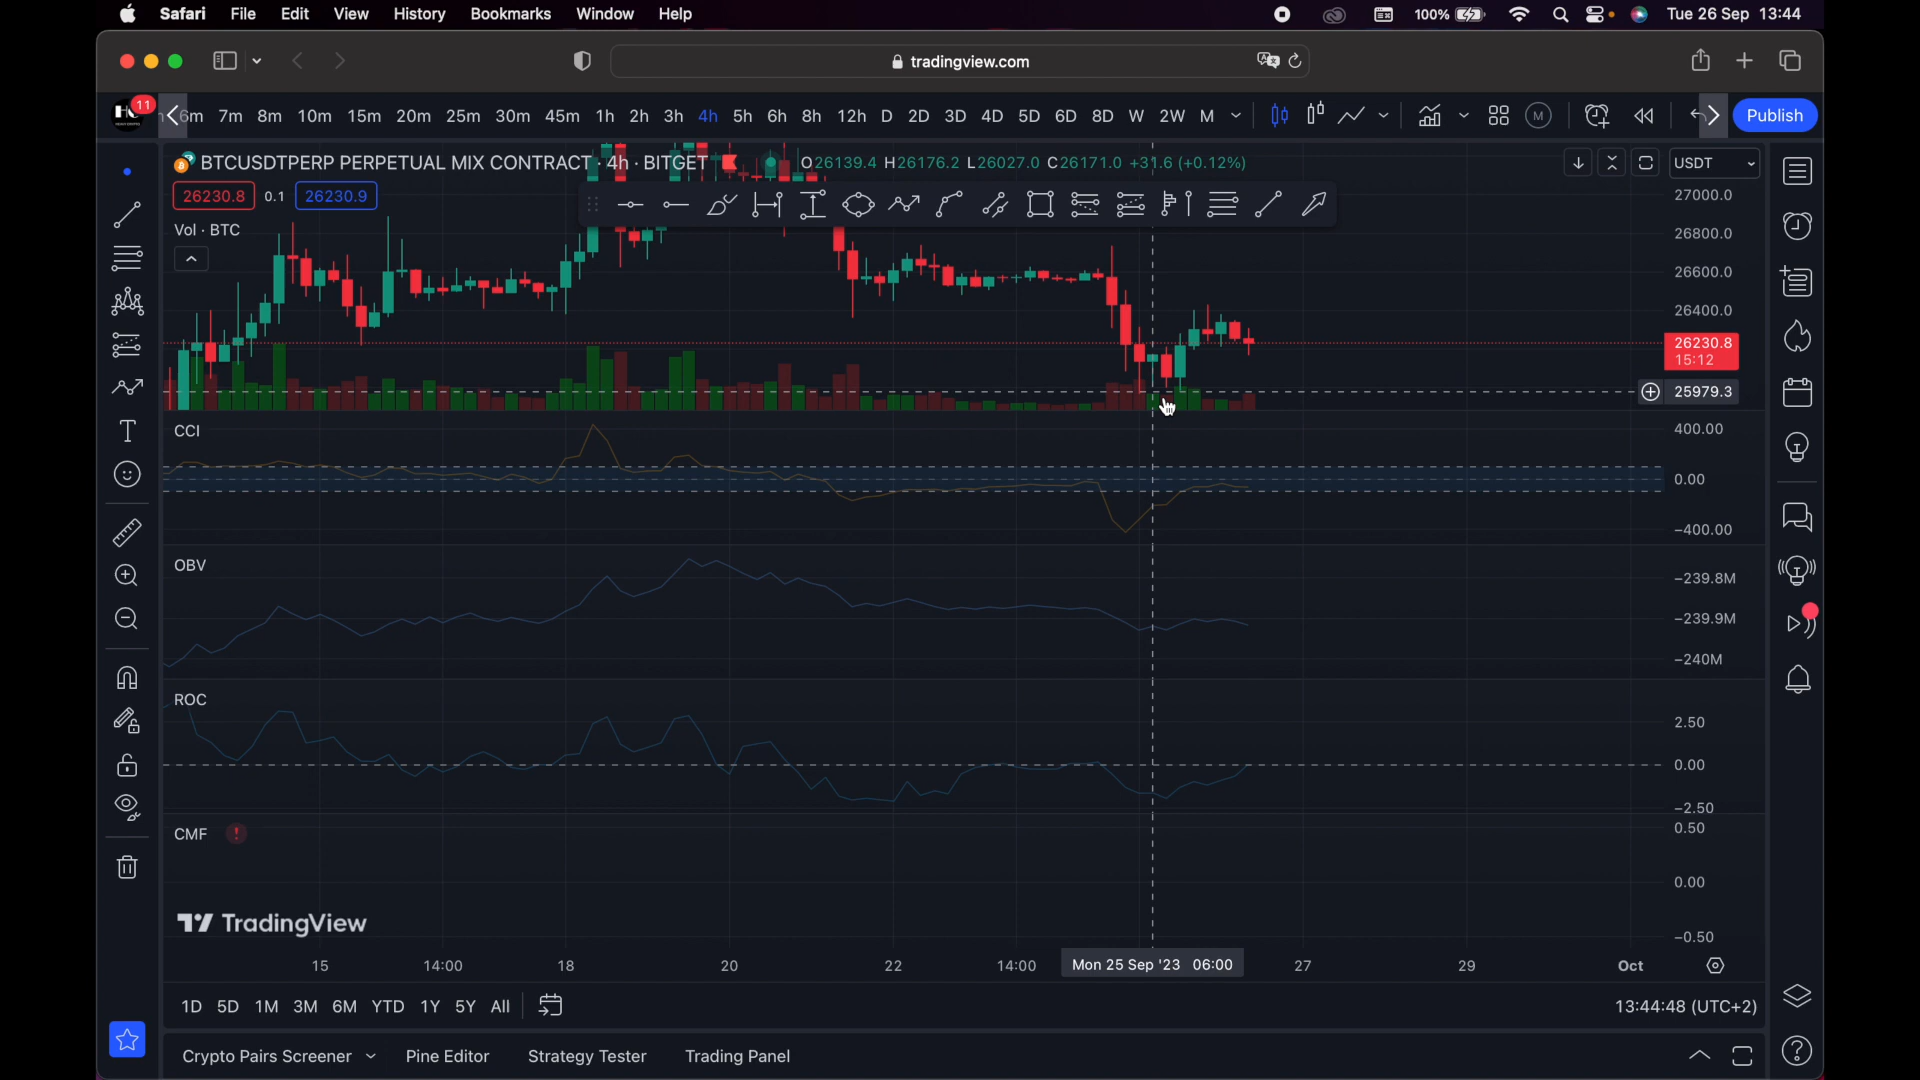 Safari File Edit View History Bookmarks Window Help 100% Tue 26 Sep 13:44
tradingview.com
11 6m 7m 8m 10m 15m 20m 25m 30m 45m 1h 2h 3h 4h 5h 6h 8h 12h D 2D 3D 4D 5D 6D 8D W 2W M M Publish
BTCUSDTPERP PERPETUAL MIX CONTRACT · 4h · BITGET O26139.4 H26176.2 L26027.0 C26171.0 +31.6 (+0.12%) USDT
26230.8 0.1 26230.9
27000.0
Vol · BTC
26800.0
26600.0
26400.0
26230.8
15:12
25979.3
CCI
400.00
0.00
−400.00
OBV
−239.8M
−239.9M
−240M
ROC
2.50
0.00
−2.50
CMF
0.50
0.00
TradingView
−0.50
15 14:00 18 20 22 14:00 Mon 25 Sep '23 06:00 27 29 Oct
1D 5D 1M 3M 6M YTD 1Y 5Y All 13:44:48 (UTC+2)
Crypto Pairs Screener Pine Editor Strategy Tester Trading Panel